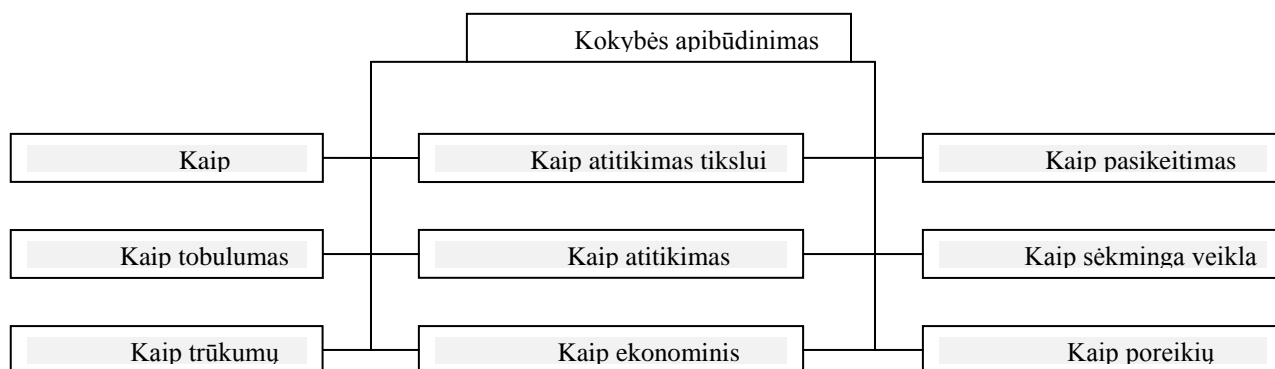 Kokybės apibūdinimas
Kaip
Kaip atitikimas tikslui
Kaip pasikeitimas
Kaip tobulumas
Kaip atitikimas
Kaip sėkminga veikla
Kaip trūkumų
Kaip ekonominis
Kaip poreikių